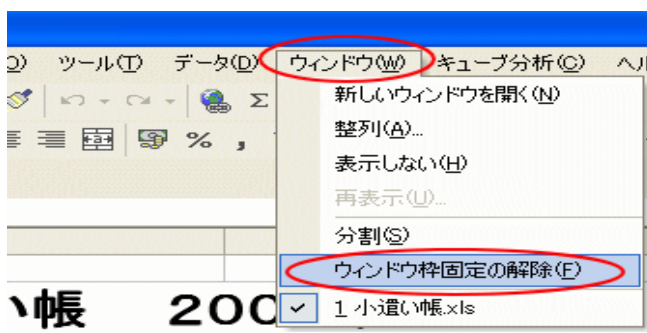 ツール(T) データ(D) ウィンドウ(W) キューブ分析(C)
新しいウィンドウを開く(N)
整列(A)...
表示しない(H)
再表示(U)...
分割(S)
ウィンドウ枠固定の解除(F)
1 小遣い帳.xls
い帳 200